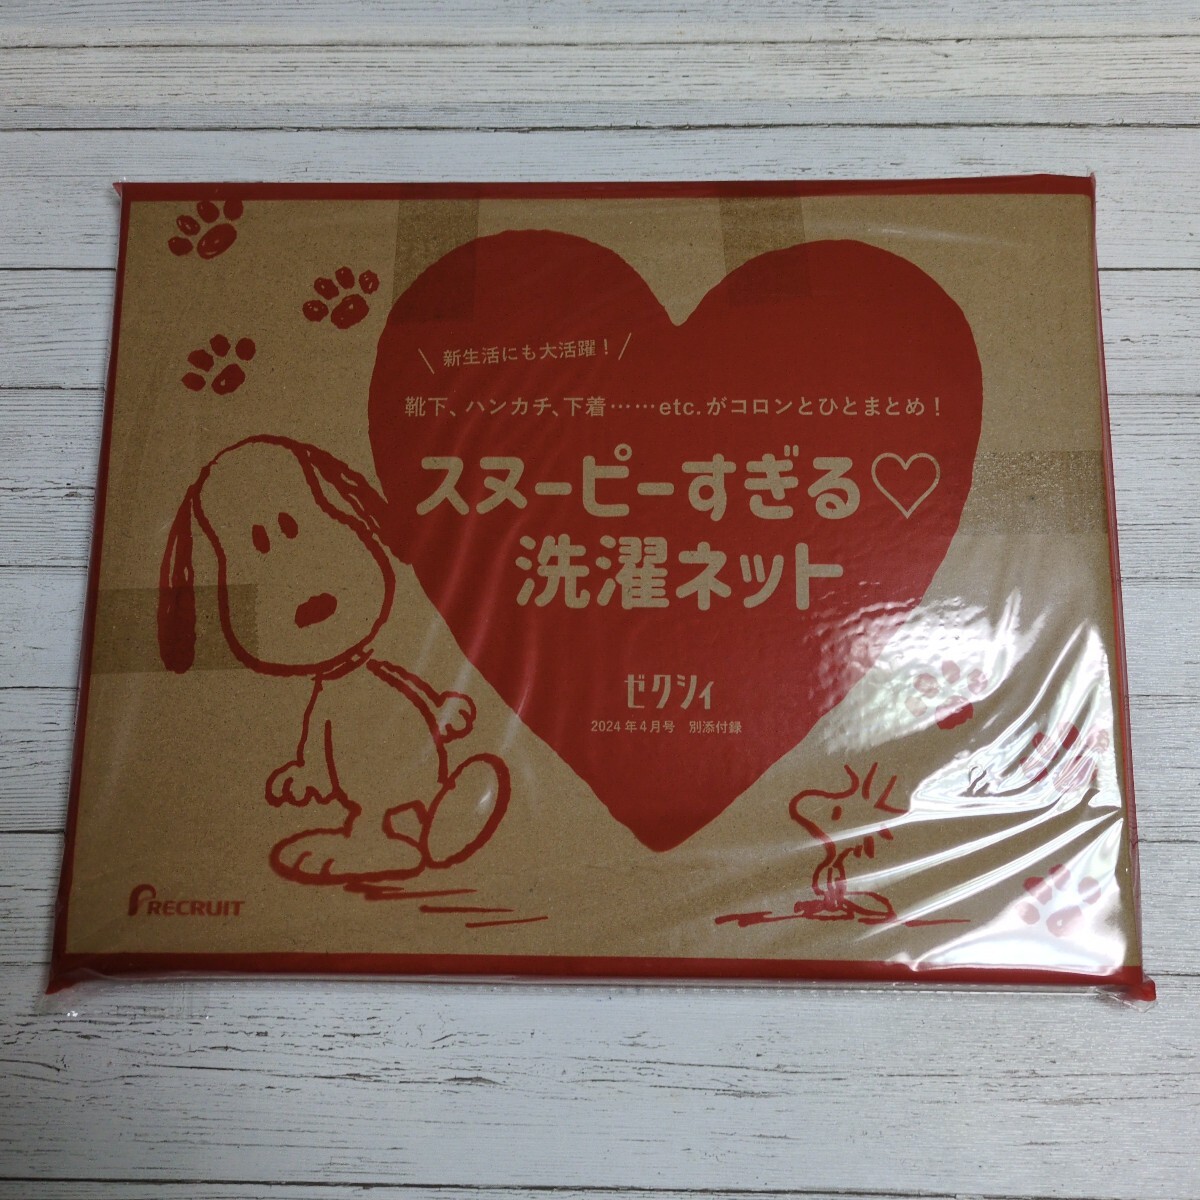 \ 新生活にも大活躍！/
靴下、ハンカチ、下着……etc.がコロンとひとまとめ！
スヌーピーすぎる♡
洗濯ネット
ゼクシィ
2024年4月号 別添付録
RECRUIT